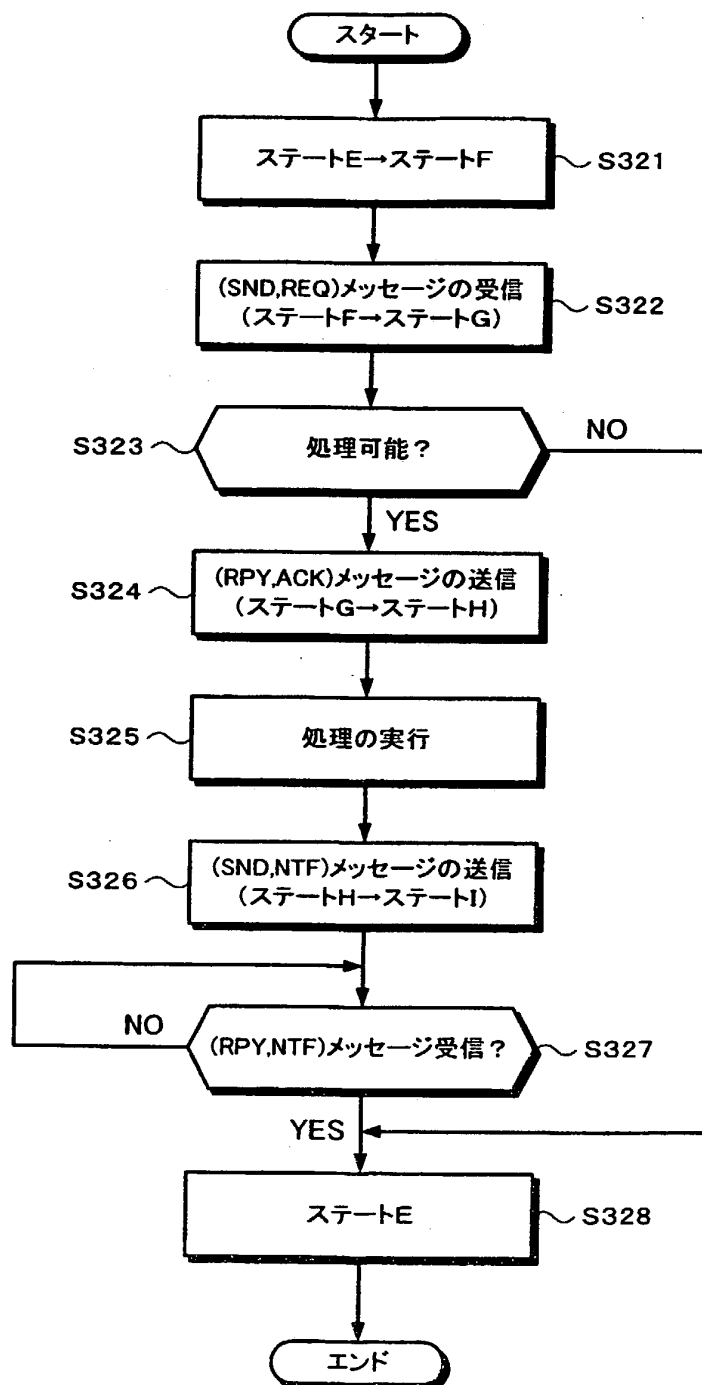 スタート
ステートE→ステートF
S321
(SND,REQ)メッセージの受信
(ステートF→ステートG)
S322
S323
処理可能?
NO
YES
S324
(RPY,ACK)メッセージの送信
(ステートG→ステートH)
S325
処理の実行
S326
(SND,NTF)メッセージの送信
(ステートH→ステートI)
NO
(RPY,NTF)メッセージ受信?
S327
YES
ステートE
S328
エンド